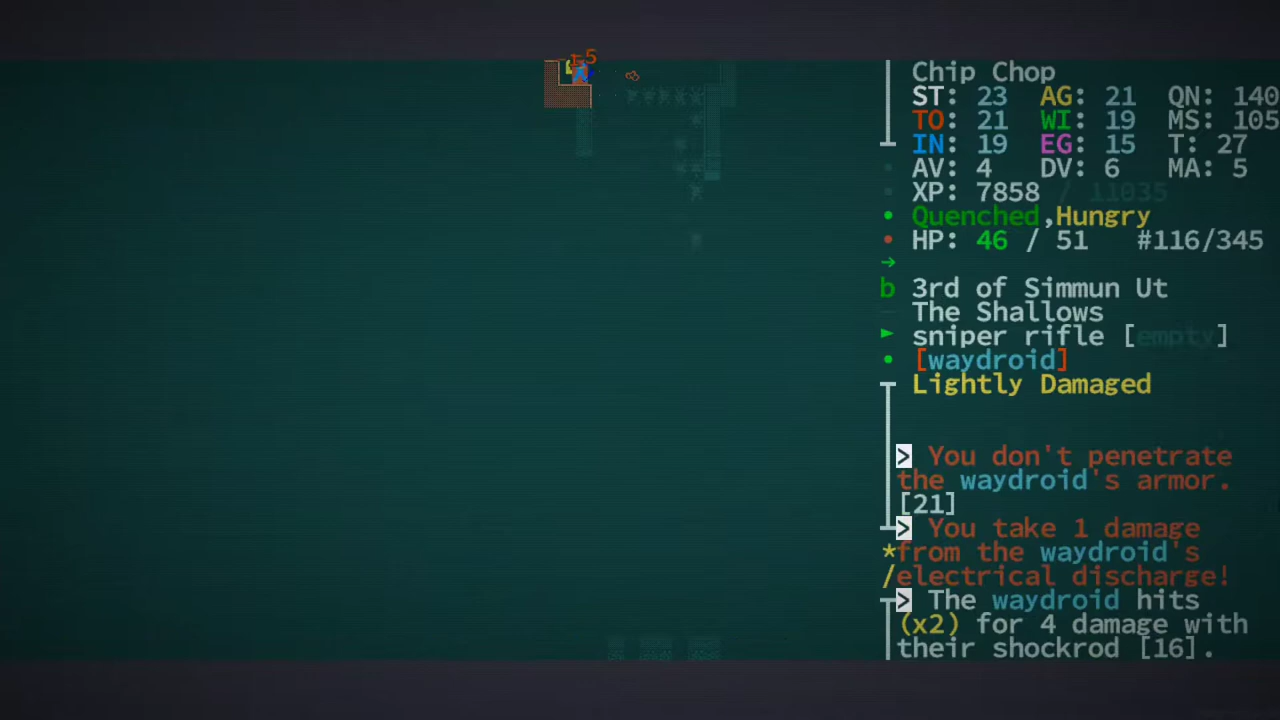 5
Chip Chop
ST: 23 AG: 21 QN: 140
TO: 21 WI: 19 MS: 105
IN: 19 EG: 15 T: 27
AV: 4 DV: 6 MA: 5
XP: 7858 / 11035
Quenched,Hungry
HP: 46 / 51 #116/345
b 3rd of Simmun Ut
The Shallows
sniper rifle [empty]
[waydroid]
Lightly Damaged
> You don't penetrate
the waydroid's armor.
[21]
> You take 1 damage
*from the waydroid's
/electrical discharge!
> The waydroid hits
(x2) for 4 damage with
their shockrod [16].